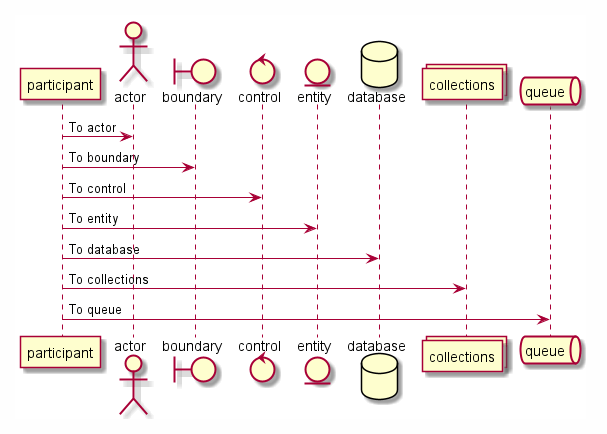 participant
actor
boundary
control
entity
database
collections
queue
To actor
To boundary
To control
To entity
To database
To collections
To queue
participant
actor
boundary
control
entity
database
collections
queue